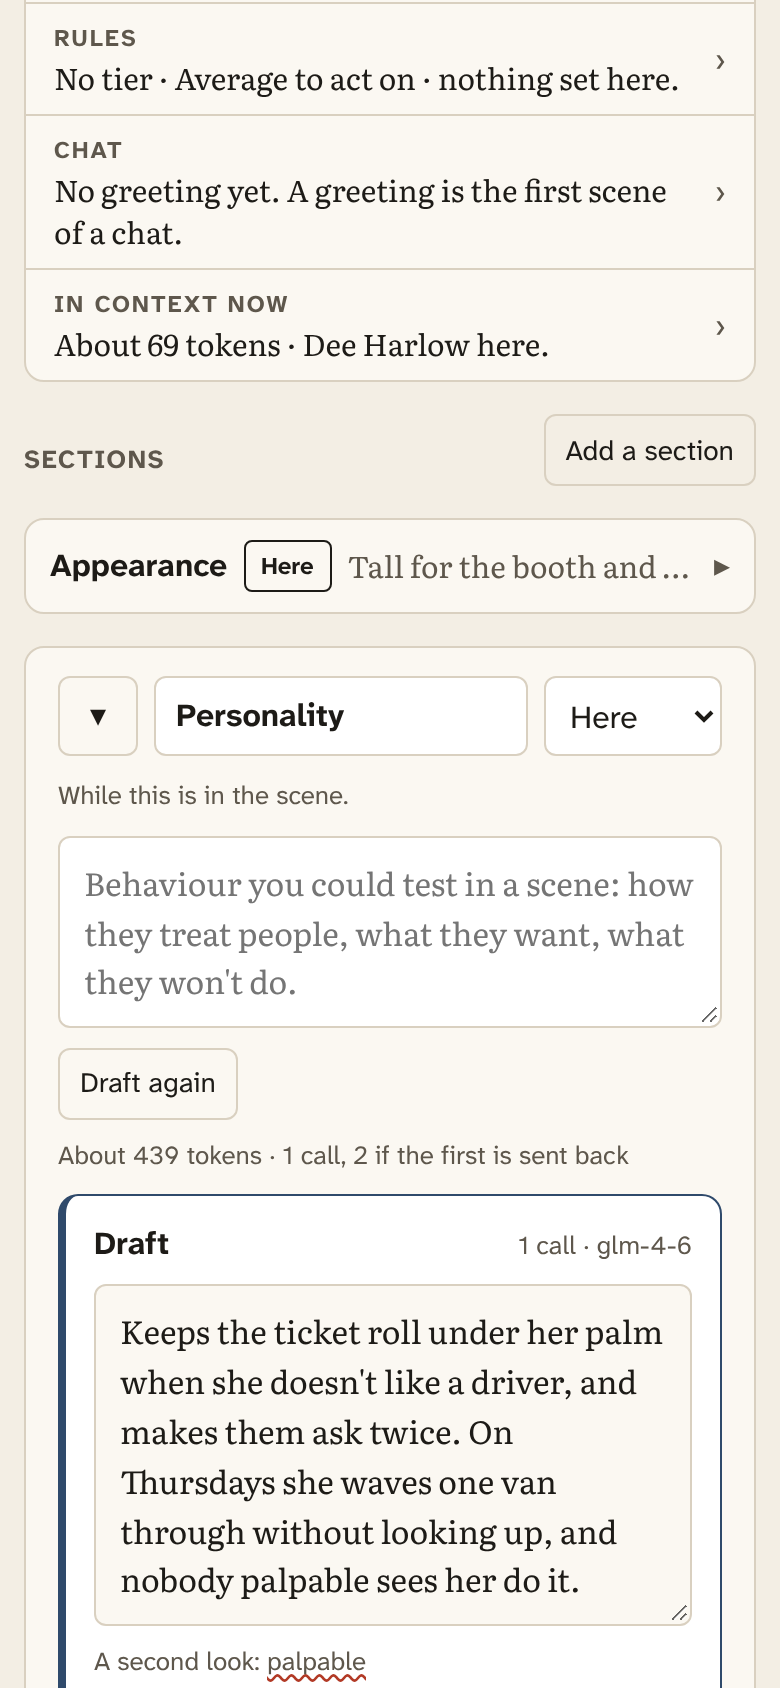 RULES
No tier · Average to act on · nothing set here.
CHAT
No greeting yet. A greeting is the first scene
of a chat.
IN CONTEXT NOW
About 69 tokens · Dee Harlow here.
SECTIONS
Add a section
Appearance Here Tall for the booth and ...
Personality Here
While this is in the scene.
Behaviour you could test in a scene: how
they treat people, what they want, what
they won't do.
Draft again
About 439 tokens · 1 call, 2 if the first is sent back
Draft 1 call · glm-4-6
Keeps the ticket roll under her palm
when she doesn't like a driver, and
makes them ask twice. On
Thursdays she waves one van
through without looking up, and
nobody palpable sees her do it.
A second look: palpable